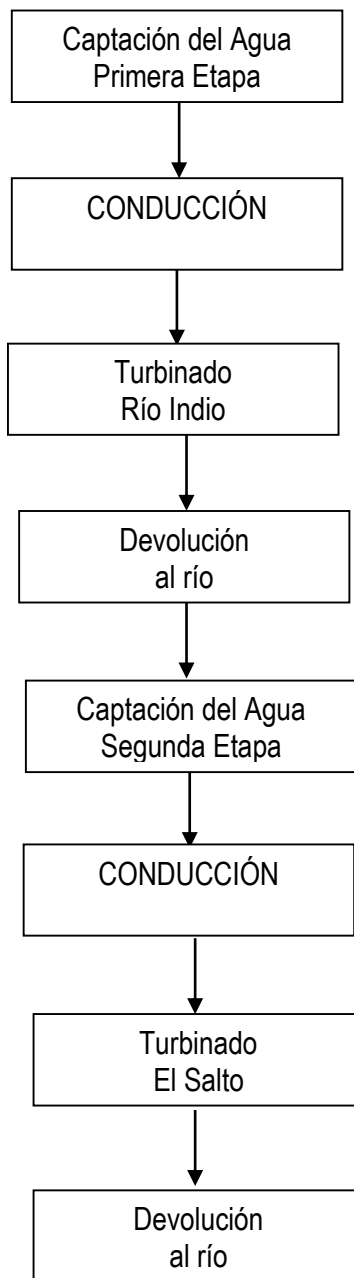 Captación del Agua
Primera Etapa
CONDUCCIÓN
Turbinado
Río Indio
Devolución
al río
Captación del Agua
Segunda Etapa
CONDUCCIÓN
Turbinado
El Salto
Devolución
al río